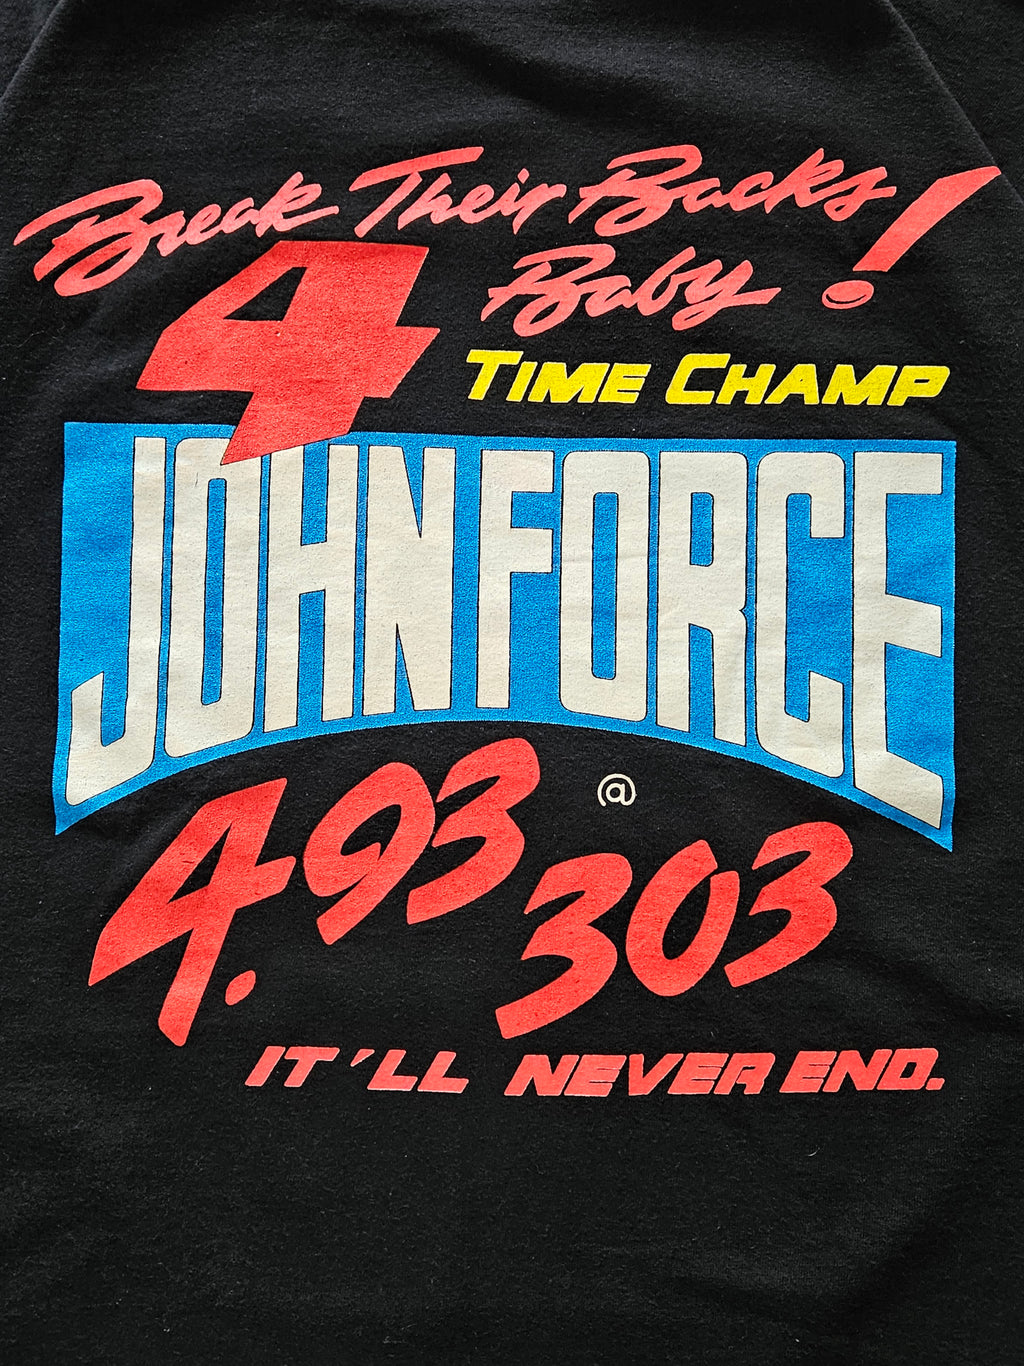 Break Their Backs
Baby!
4 TIME CHAMP
JOHN FORCE
4.93 @ 303
IT'LL NEVER END.